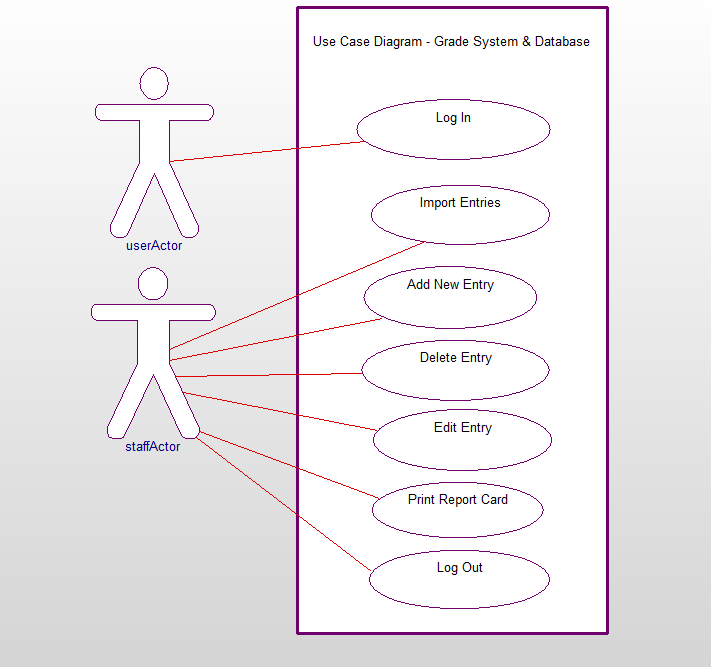 Use Case Diagram - Grade System & Database
Log In
Import Entries
userActor
Add New Entry
Delete Entry
Edit Entry
staffActor
Print Report Card
Log Out